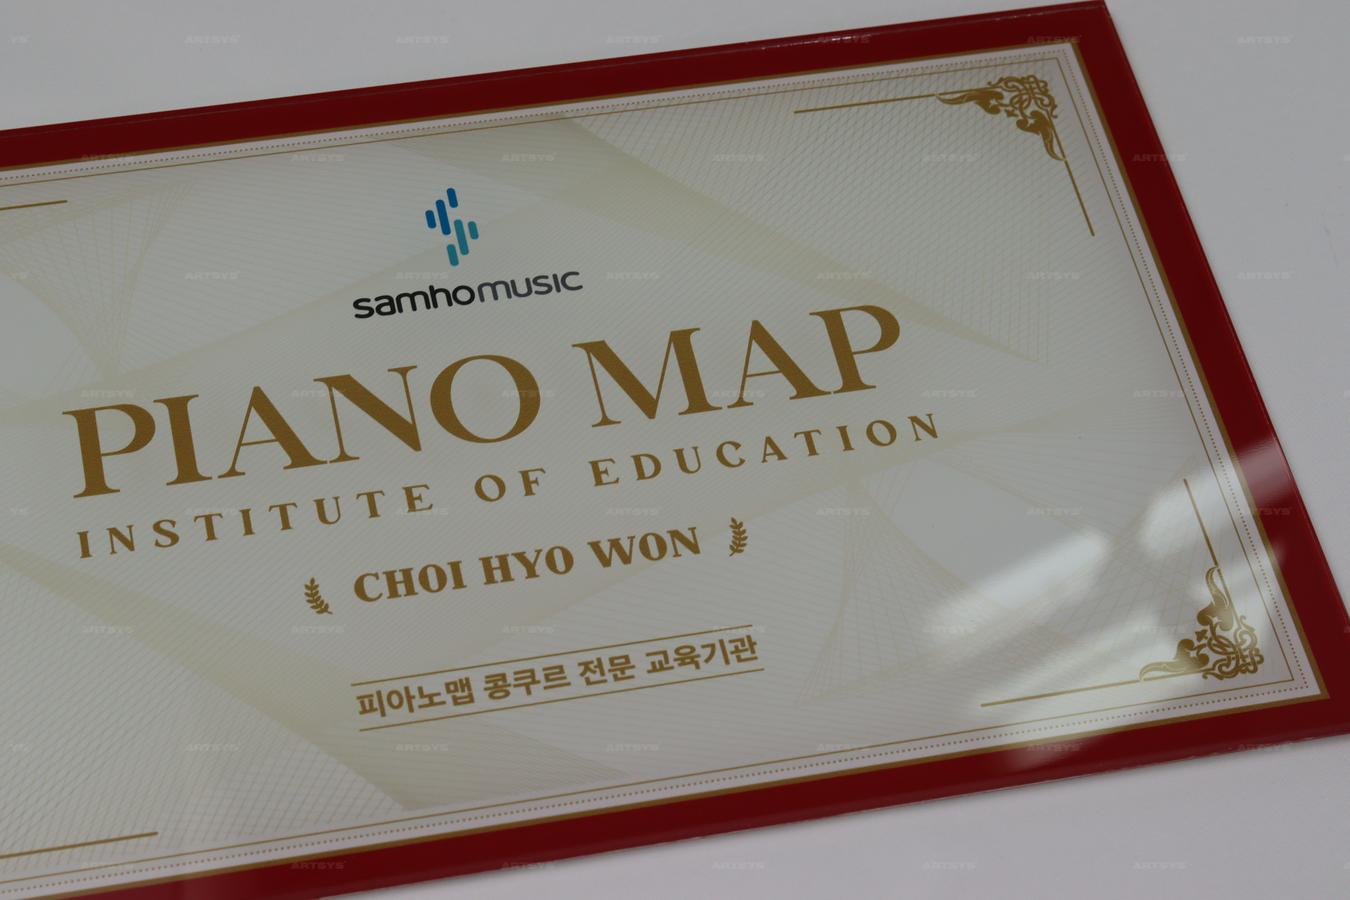 samhomusic
PIANO MAP
INSTITUTE OF EDUCATION
CHOI HYO WON
피아노맵 콩쿠르 전문 교육기관
ARTSYS